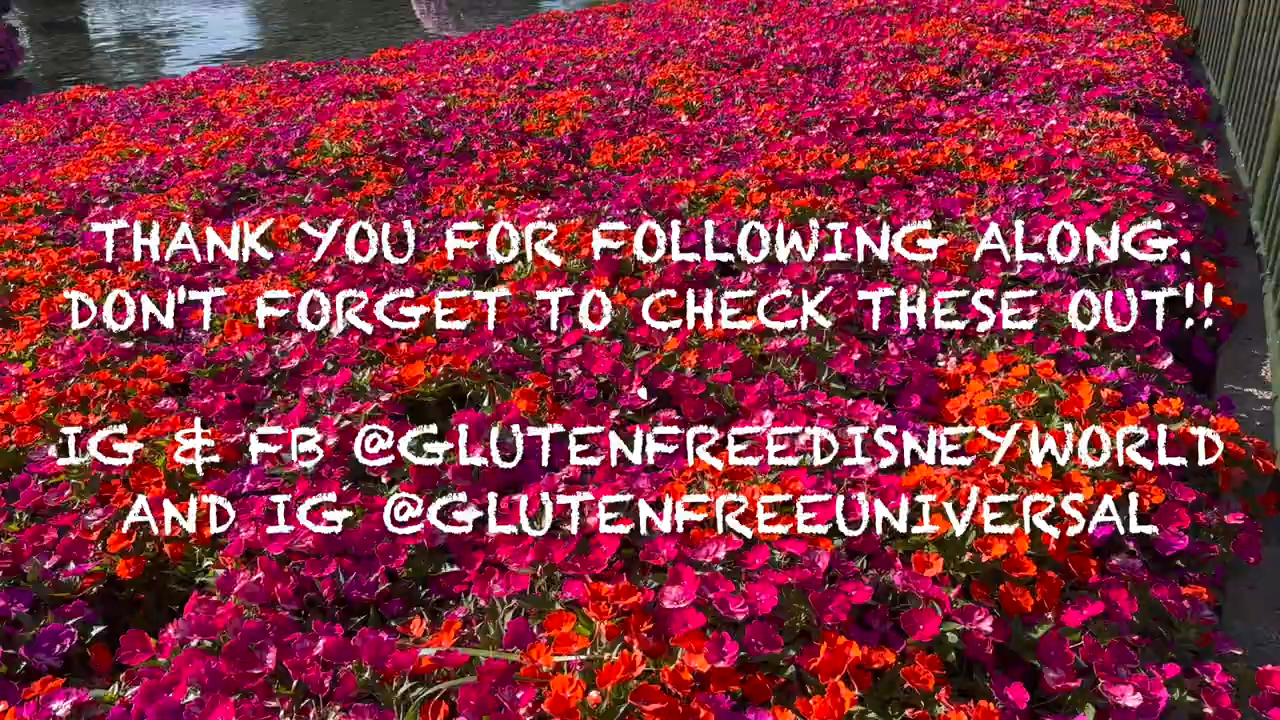 THANK YOU FOR FOLLOWING ALONG.
DON'T FORGET TO CHECK THESE OUT!!
IG & FB @GLUTENFREEDISNEYWORLD
AND IG @GLUTENFREEUNIVERSAL